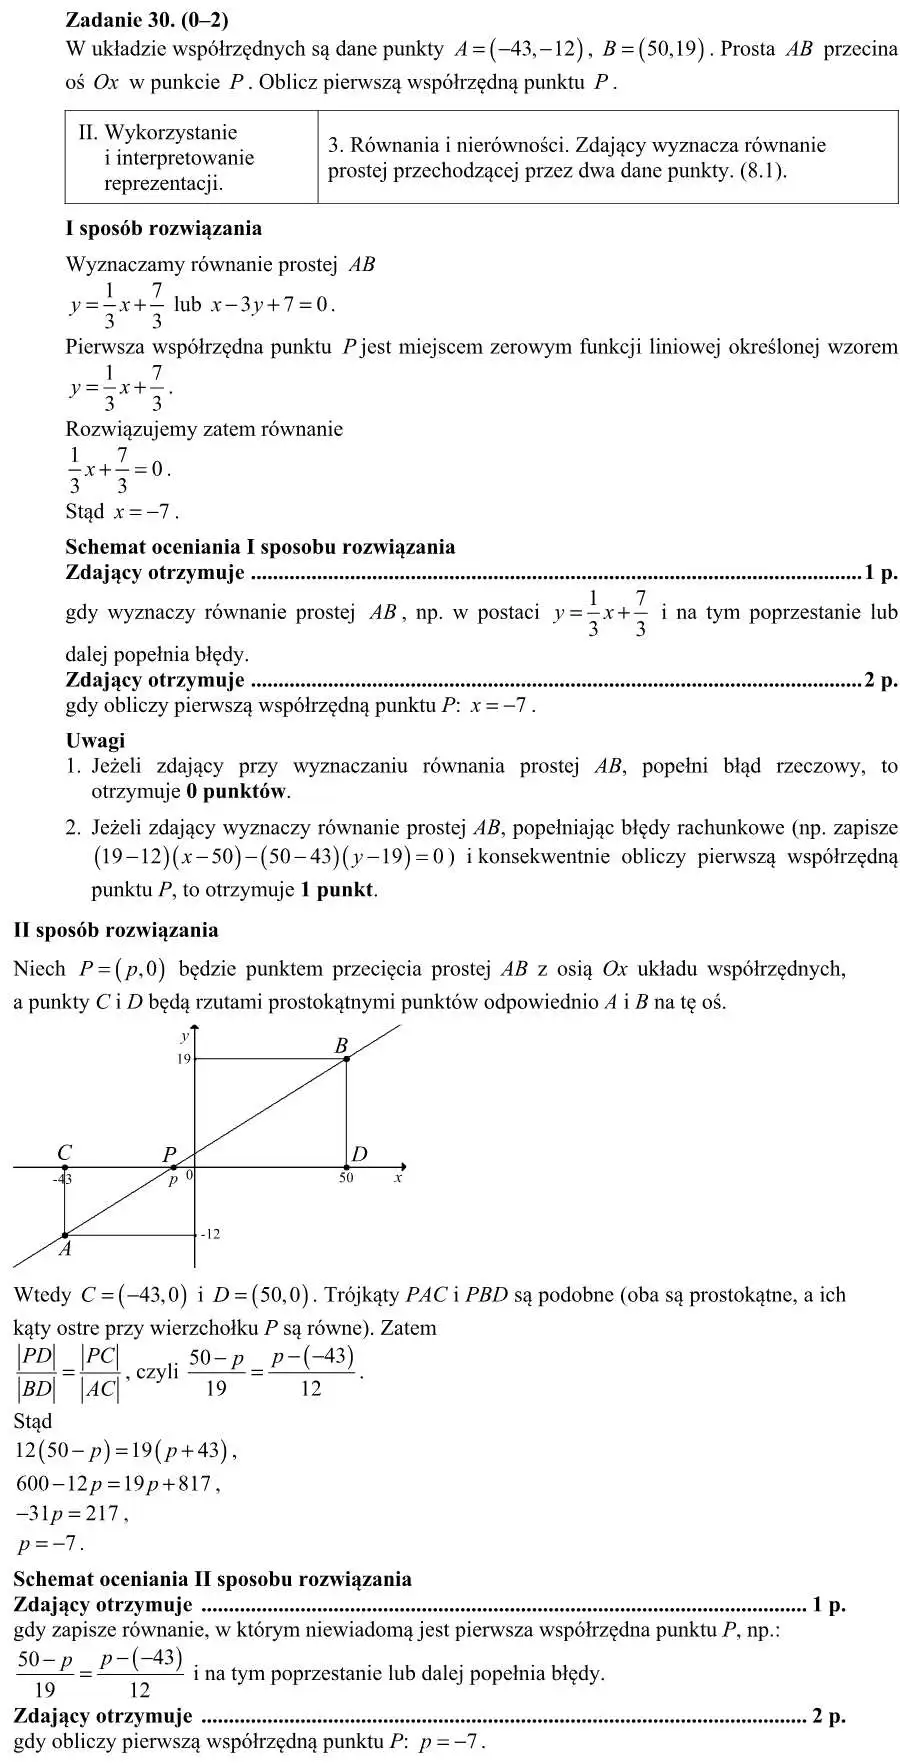 Zadanie 30. (0–2)
W układzie współrzędnych są dane punkty A = (−43, −12), B = (50,19). Prosta AB przecina
oś Ox w punkcie P. Oblicz pierwszą współrzędną punktu P.
II. Wykorzystanie
i interpretowanie
reprezentacji.
3. Równania i nierówności. Zdający wyznacza równanie
prostej przechodzącej przez dwa dane punkty. (8.1).
I sposób rozwiązania
Wyznaczamy równanie prostej AB
y = 1/3 x + 7/3 lub x − 3y + 7 = 0.
Pierwsza współrzędna punktu P jest miejscem zerowym funkcji liniowej określonej wzorem
y = 1/3 x + 7/3.
Rozwiązujemy zatem równanie
1/3 x + 7/3 = 0.
Stąd x = −7.
Schemat oceniania I sposobu rozwiązania
Zdający otrzymuje ............................................................................................. 1 p.
gdy wyznaczy równanie prostej AB, np. w postaci y = 1/3 x + 7/3 i na tym poprzestanie lub
dalej popełnia błędy.
Zdający otrzymuje ............................................................................................. 2 p.
gdy obliczy pierwszą współrzędną punktu P: x = −7.
Uwagi
1. Jeżeli zdający przy wyznaczaniu równania prostej AB, popełni błąd rzeczowy, to
otrzymuje 0 punktów.
2. Jeżeli zdający wyznaczy równanie prostej AB, popełniając błędy rachunkowe (np. zapisze
(19−12)(x−50)−(50−43)(y−19)=0) i konsekwentnie obliczy pierwszą współrzędną
punktu P, to otrzymuje 1 punkt.
II sposób rozwiązania
Niech P = (p,0) będzie punktem przecięcia prostej AB z osią Ox układu współrzędnych,
a punkty C i D będą rzutami prostokątnymi punktów odpowiednio A i B na tę oś.
y
19
B
C
P
D
-43
p
0
50
x
-12
A
Wtedy C = (−43,0) i D = (50,0). Trójkąty PAC i PBD są podobne (oba są prostokątne, a ich
kąty ostre przy wierzchołku P są równe). Zatem
|PD|/|BD| = |PC|/|AC|, czyli (50−p)/19 = (p−(−43))/12.
Stąd
12(50−p) = 19(p+43),
600−12p = 19p+817,
−31p = 217,
p = −7.
Schemat oceniania II sposobu rozwiązania
Zdający otrzymuje ............................................................................................. 1 p.
gdy zapisze równanie, w którym niewiadomą jest pierwsza współrzędna punktu P, np.:
(50−p)/19 = (p−(−43))/12 i na tym poprzestanie lub dalej popełnia błędy.
Zdający otrzymuje ............................................................................................. 2 p.
gdy obliczy pierwszą współrzędną punktu P: p = −7.